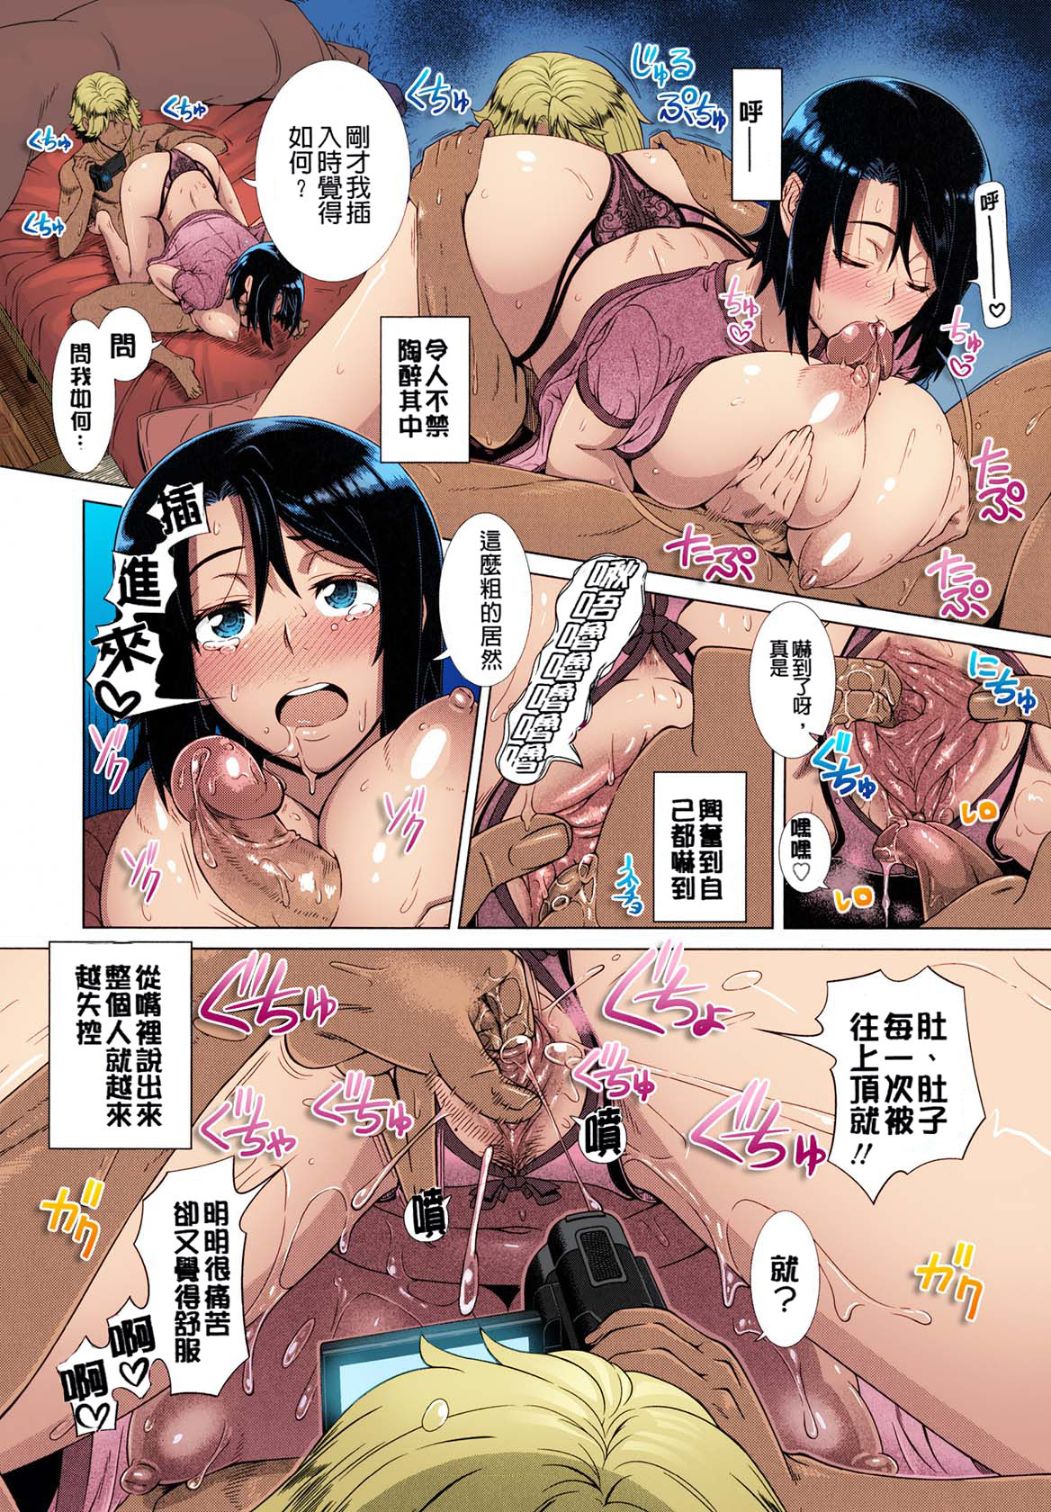 呼——
呼——♡
じゅる
ぷちゅ
ぐちゅ
ちゅ♡
ちゅ♡
たぷ
たぷ
たぷ
令人不禁
陶醉其中
剛才我插
入時覺得
如何？
ぐちゅ
ぐちゅ
ぐちゅ
問
問我如何…
嚇到了呀，
真是
にちゅ
ぐちゅ
レロ
レロ
嘿嘿♡
興奮到自
己都嚇到
啾唔嚕嚕嚕嚕嚕
這麼粗的居然
插進來♡
ゾク
ゾク
ゾク
肚、肚子
每一次被
往上頂就!!
就？
ぐちょ
ぐちゅ
ぐちゅ
ぐちゅ
ぐちゅ
ぐちゃ
噴
噴
ガク
ガク
從嘴裡說出來
整個人就越來
越失控
明明很痛苦
卻又覺得舒服
啊♡
啊♡